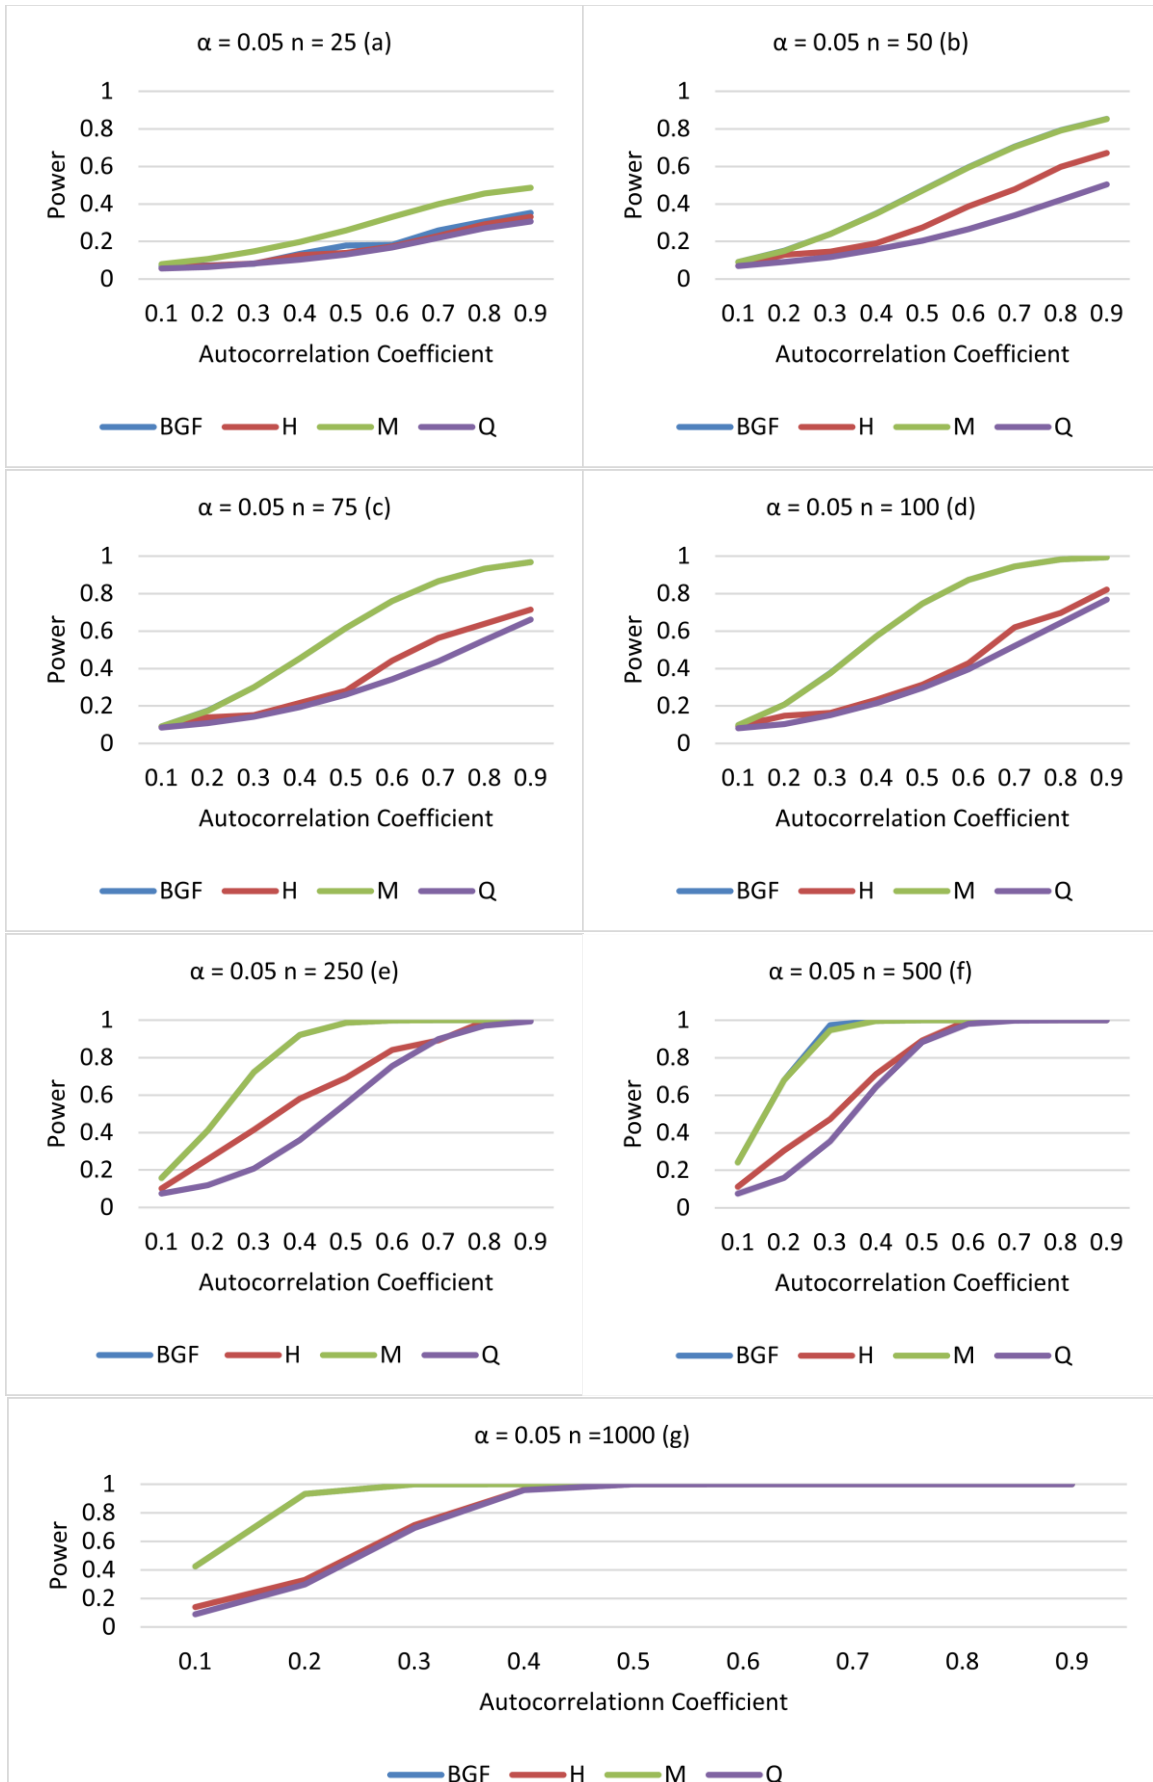 α = 0.05 n = 25 (a)
1
0.8
0.6
0.4
0.2
0
Power
0.1 0.2 0.3 0.4 0.5 0.6 0.7 0.8 0.9
Autocorrelation Coefficient
BGF H M Q
α = 0.05 n = 50 (b)
1
0.8
0.6
0.4
0.2
0
Power
0.1 0.2 0.3 0.4 0.5 0.6 0.7 0.8 0.9
Autocorrelation Coefficient
BGF H M Q
α = 0.05 n = 75 (c)
1
0.8
0.6
0.4
0.2
0
Power
0.1 0.2 0.3 0.4 0.5 0.6 0.7 0.8 0.9
Autocorrelation Coefficient
BGF H M Q
α = 0.05 n = 100 (d)
1
0.8
0.6
0.4
0.2
0
Power
0.1 0.2 0.3 0.4 0.5 0.6 0.7 0.8 0.9
Autocorrelation Coefficient
BGF H M Q
α = 0.05 n = 250 (e)
1
0.8
0.6
0.4
0.2
0
Power
0.1 0.2 0.3 0.4 0.5 0.6 0.7 0.8 0.9
Autocorrelation Coefficient
BGF H M Q
α = 0.05 n = 500 (f)
1
0.8
0.6
0.4
0.2
0
Power
0.1 0.2 0.3 0.4 0.5 0.6 0.7 0.8 0.9
Autocorrelation Coefficient
BGF H M Q
α = 0.05 n =1000 (g)
1
0.8
0.6
0.4
0.2
0
Power
0.1 0.2 0.3 0.4 0.5 0.6 0.7 0.8 0.9
Autocorrelationn Coefficient
BGF H M Q